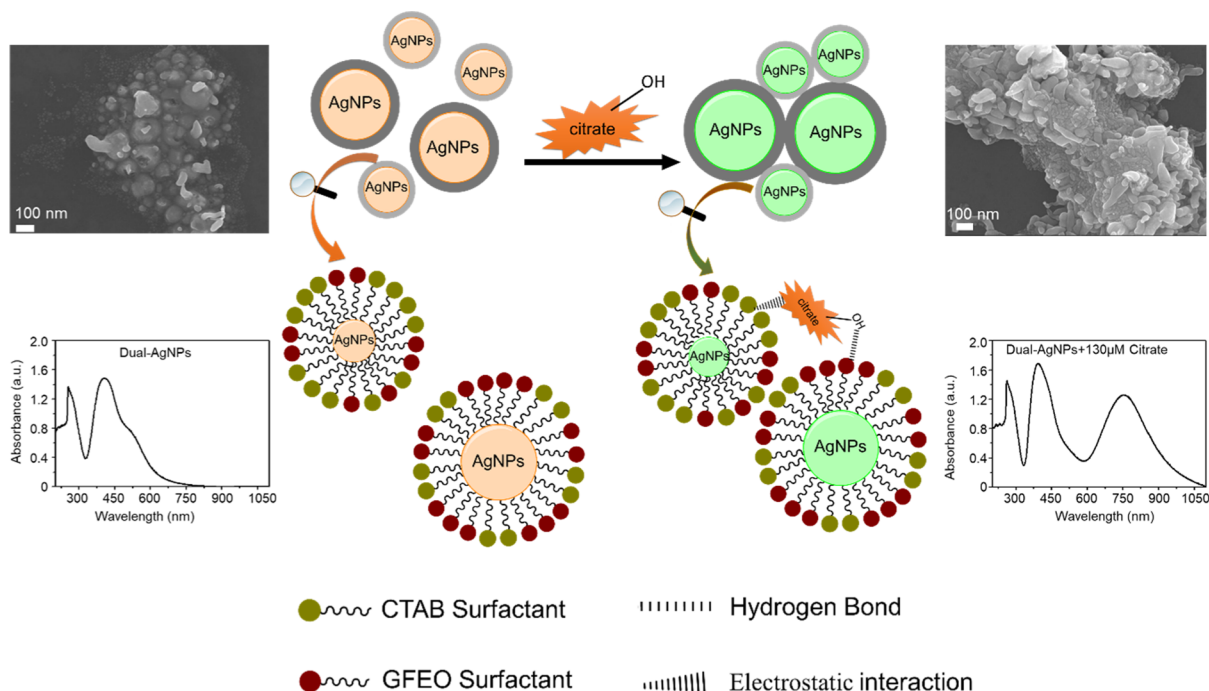 100 nm
AgNPs
AgNPs
AgNPs
AgNPs
AgNPs
citrate
OH
AgNPs
AgNPs
AgNPs
AgNPs
AgNPs
100 nm
AgNPs
AgNPs
AgNPs
citrate
OH
AgNPs
Dual-AgNPs
Absorbance (a.u.)
2.0
1.6
1.2
0.8
0.4
0
300 450 600 750 900 1050
Wavelength (nm)
Dual-AgNPs+130μM Citrate
Absorbance (a.u.)
2.0
1.6
1.2
0.8
0.4
0
300 450 600 750 900 1050
Wavelength (nm)
CTAB Surfactant
Hydrogen Bond
GFEO Surfactant
Electrostatic interaction